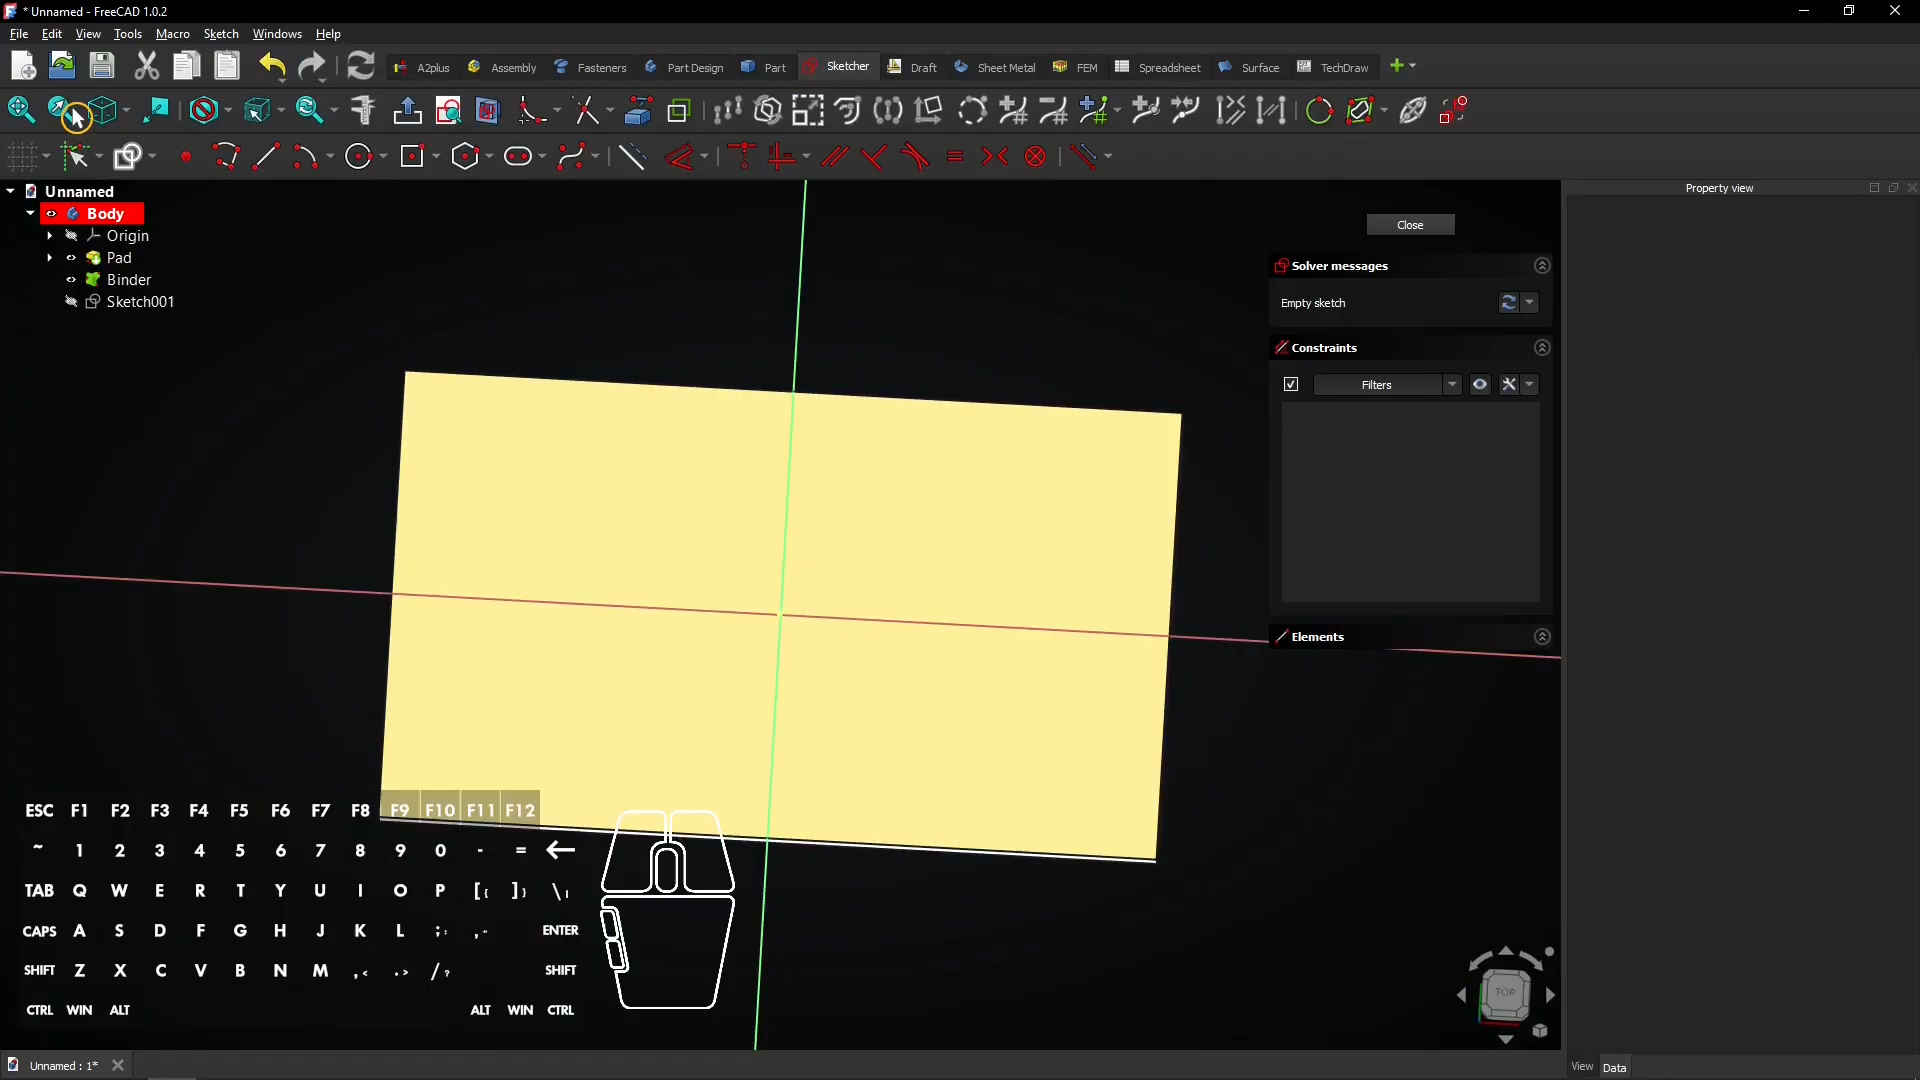 * Unnamed - FreeCAD 1.0.2
File Edit View Tools Macro Sketch Windows Help
A2plus Assembly Fasteners Part Design Part Sketcher Draft Sheet Metal FEM Spreadsheet Surface TechDraw
Unnamed
Body
Origin
Pad
Binder
Sketch001
Property view
Close
Solver messages
Empty sketch
Constraints
Filters
Elements
ESC F1 F2 F3 F4 F5 F6 F7 F8 F9 F10 F11 F12
~ 1 2 3 4 5 6 7 8 9 0 - =
TAB Q W E R T Y U I O P [{ ]} \|
CAPS A S D F G H J K L ;: ENTER
SHIFT Z X C V B N M ,< .> /? SHIFT
CTRL WIN ALT ALT WIN CTRL
TOP
Unnamed : 1*
View Data